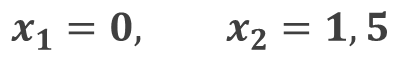 x₁ = 0, x₂ = 1,5